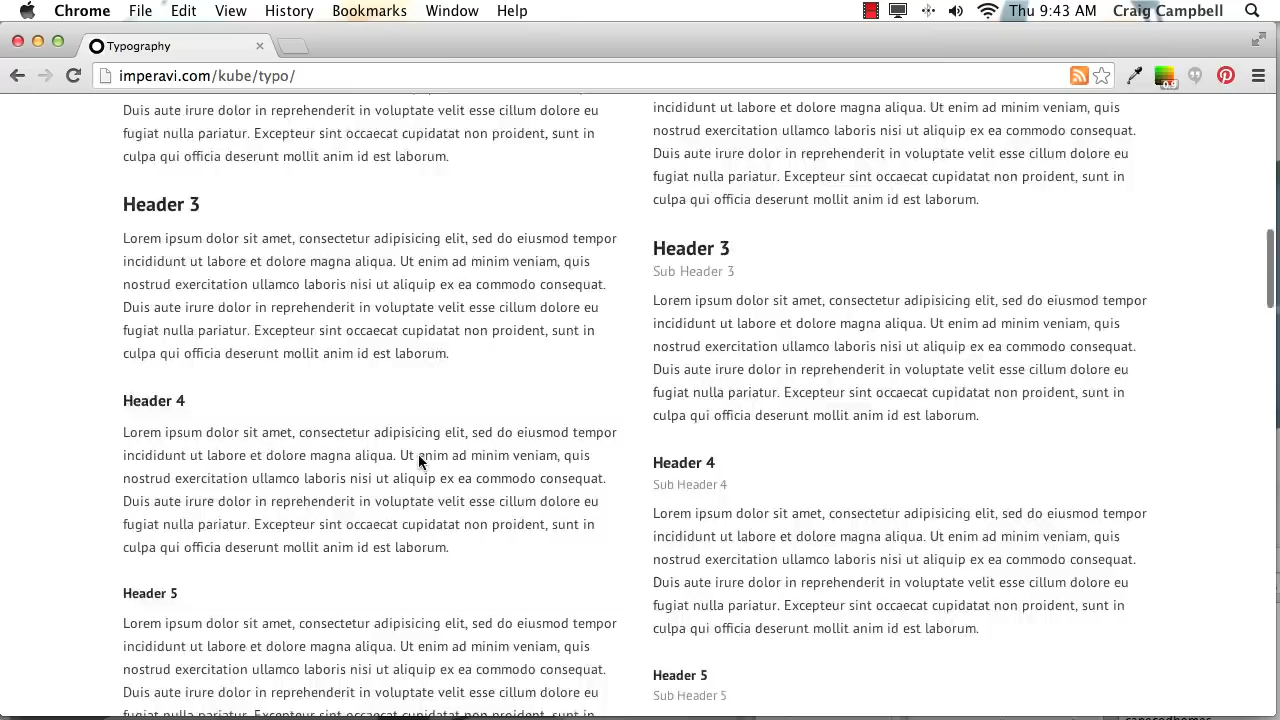 Chrome File Edit View History Bookmarks Window Help Thu 9:43 AM Craig Campbell
Typography
imperavi.com/kube/typo/
Duis aute irure dolor in reprehenderit in voluptate velit esse cillum dolore eu
fugiat nulla pariatur. Excepteur sint occaecat cupidatat non proident, sunt in
culpa qui officia deserunt mollit anim id est laborum.
Header 3
Lorem ipsum dolor sit amet, consectetur adipisicing elit, sed do eiusmod tempor
incididunt ut labore et dolore magna aliqua. Ut enim ad minim veniam, quis
nostrud exercitation ullamco laboris nisi ut aliquip ex ea commodo consequat.
Duis aute irure dolor in reprehenderit in voluptate velit esse cillum dolore eu
fugiat nulla pariatur. Excepteur sint occaecat cupidatat non proident, sunt in
culpa qui officia deserunt mollit anim id est laborum.
Header 4
Lorem ipsum dolor sit amet, consectetur adipisicing elit, sed do eiusmod tempor
incididunt ut labore et dolore magna aliqua. Ut enim ad minim veniam, quis
nostrud exercitation ullamco laboris nisi ut aliquip ex ea commodo consequat.
Duis aute irure dolor in reprehenderit in voluptate velit esse cillum dolore eu
fugiat nulla pariatur. Excepteur sint occaecat cupidatat non proident, sunt in
culpa qui officia deserunt mollit anim id est laborum.
Header 5
Lorem ipsum dolor sit amet, consectetur adipisicing elit, sed do eiusmod tempor
incididunt ut labore et dolore magna aliqua. Ut enim ad minim veniam, quis
nostrud exercitation ullamco laboris nisi ut aliquip ex ea commodo consequat.
Duis aute irure dolor in reprehenderit in voluptate velit esse cillum dolore eu
fugiat nulla pariatur. Excepteur sint occaecat cupidatat non proident, sunt in
incididunt ut labore et dolore magna aliqua. Ut enim ad minim veniam, quis
nostrud exercitation ullamco laboris nisi ut aliquip ex ea commodo consequat.
Duis aute irure dolor in reprehenderit in voluptate velit esse cillum dolore eu
fugiat nulla pariatur. Excepteur sint occaecat cupidatat non proident, sunt in
culpa qui officia deserunt mollit anim id est laborum.
Header 3
Sub Header 3
Lorem ipsum dolor sit amet, consectetur adipisicing elit, sed do eiusmod tempor
incididunt ut labore et dolore magna aliqua. Ut enim ad minim veniam, quis
nostrud exercitation ullamco laboris nisi ut aliquip ex ea commodo consequat.
Duis aute irure dolor in reprehenderit in voluptate velit esse cillum dolore eu
fugiat nulla pariatur. Excepteur sint occaecat cupidatat non proident, sunt in
culpa qui officia deserunt mollit anim id est laborum.
Header 4
Sub Header 4
Lorem ipsum dolor sit amet, consectetur adipisicing elit, sed do eiusmod tempor
incididunt ut labore et dolore magna aliqua. Ut enim ad minim veniam, quis
nostrud exercitation ullamco laboris nisi ut aliquip ex ea commodo consequat.
Duis aute irure dolor in reprehenderit in voluptate velit esse cillum dolore eu
fugiat nulla pariatur. Excepteur sint occaecat cupidatat non proident, sunt in
culpa qui officia deserunt mollit anim id est laborum.
Header 5
Sub Header 5